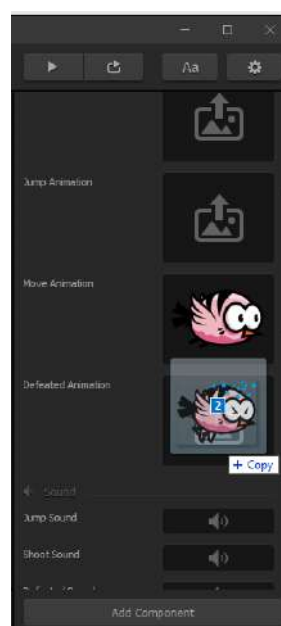 Aa
Jump Animation
Move Animation
Defeated Animation
2
+ Copy
Sound
Jump Sound
Shoot Sound
Add Component